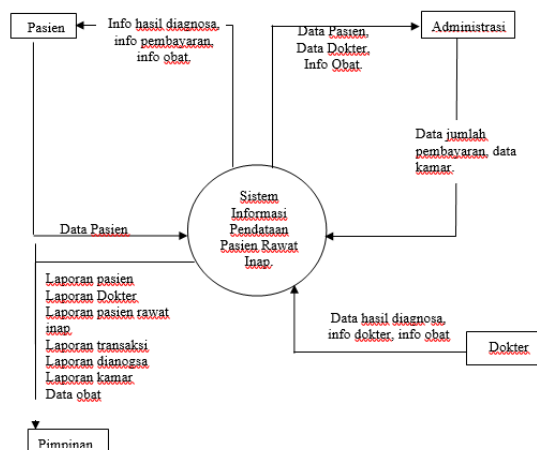 Pasien
Info hasil diagnosa,
info pembayaran,
info obat.
Data Pasien,
Data Dokter,
Info Obat.
Administrasi
Data jumlah
pembayaran, data
kamar.
Sistem
Informasi
Pendataan
Pasien Rawat
Inap.
Data Pasien
Laporan pasien
Laporan Dokter
Laporan pasien rawat
inap
Laporan transaksi
Laporan dianogsa
Laporan kamar
Data obat
Data hasil diagnosa,
info dokter, info obat
Dokter
Pimpinan